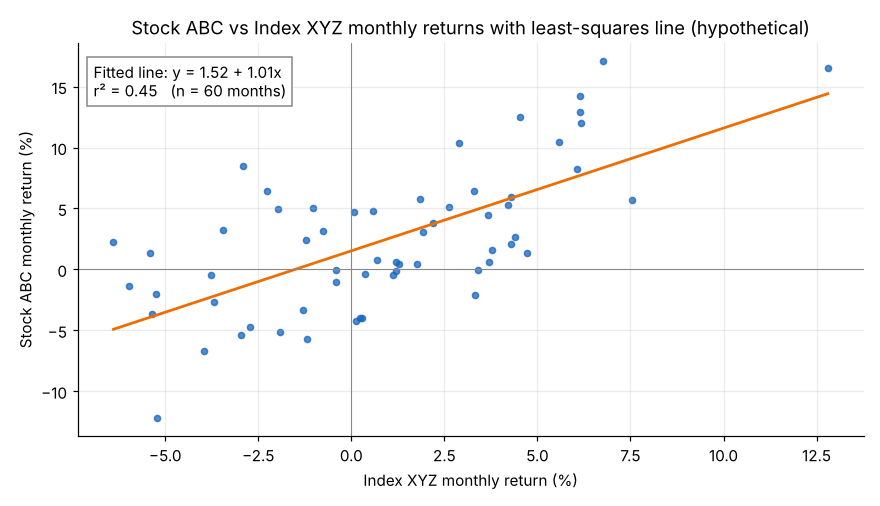 Stock ABC vs Index XYZ monthly returns with least-squares line (hypothetical)
Fitted line: y = 1.52 + 1.01x
r² = 0.45   (n = 60 months)
15
10
5
0
−5
−10
Stock ABC monthly return (%)
−5.0
−2.5
0.0
2.5
5.0
7.5
10.0
12.5
Index XYZ monthly return (%)